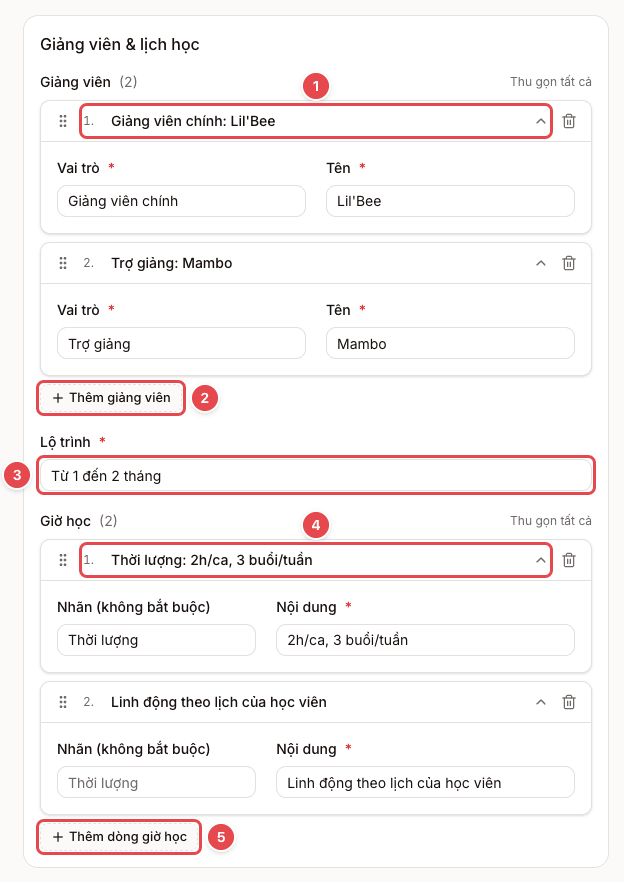 Giảng viên & lịch học
Giảng viên (2)
1
Thu gọn tất cả
1. Giảng viên chính: Lil'Bee
Vai trò *
Tên *
Giảng viên chính
Lil'Bee
2. Trợ giảng: Mambo
Vai trò *
Tên *
Trợ giảng
Mambo
+ Thêm giảng viên
2
Lộ trình *
3
Từ 1 đến 2 tháng
Giờ học (2)
4
Thu gọn tất cả
1. Thời lượng: 2h/ca, 3 buổi/tuần
Nhãn (không bắt buộc)
Nội dung *
Thời lượng
2h/ca, 3 buổi/tuần
2. Linh động theo lịch của học viên
Nhãn (không bắt buộc)
Nội dung *
Thời lượng
Linh động theo lịch của học viên
+ Thêm dòng giờ học
5